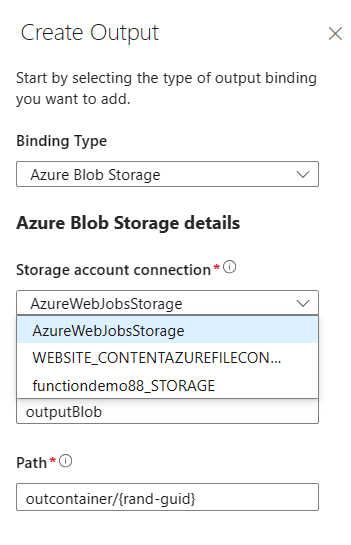 Create Output
Start by selecting the type of output binding
you want to add.
Binding Type
Azure Blob Storage
Azure Blob Storage details
Storage account connection*
AzureWebJobsStorage
AzureWebJobsStorage
WEBSITE_CONTENTAZUREFILECON...
functiondemo88_STORAGE
outputBlob
Path*
outcontainer/{rand-guid}